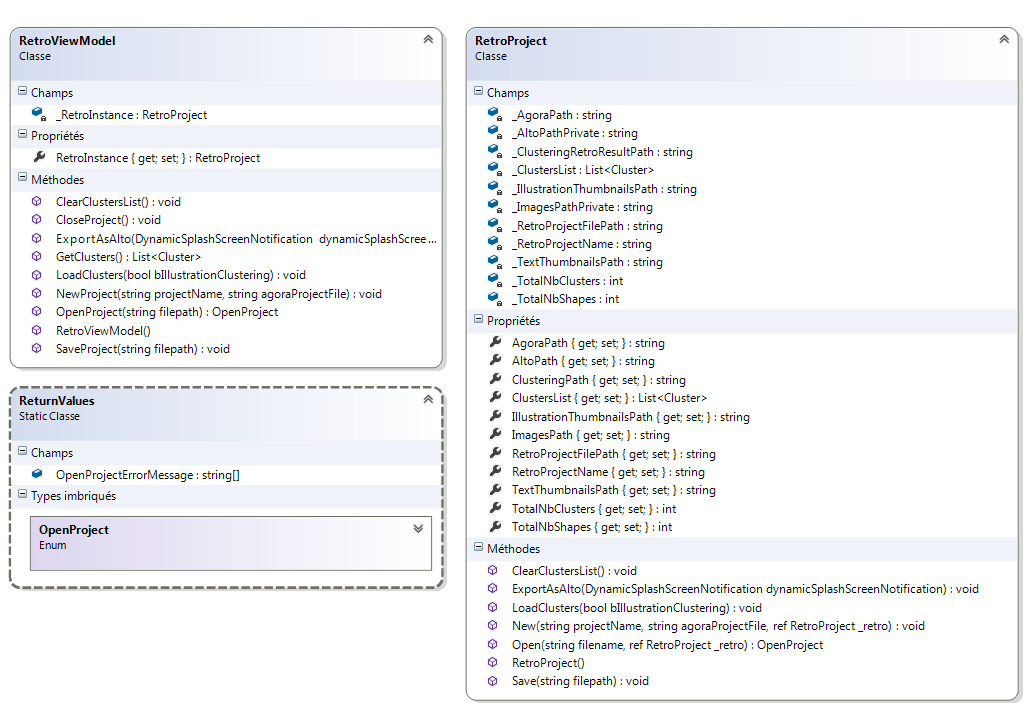 RetroViewModel
Classe
Champs
_RetroInstance : RetroProject
Propriétés
RetroInstance { get; set; } : RetroProject
Méthodes
ClearClustersList() : void
CloseProject() : void
ExportAsAlto(DynamicSplashScreenNotification dynamicSplashScree ...
GetClusters() : List<Cluster>
LoadClusters(bool bIllustrationClustering) : void
NewProject(string projectName, string agoraProjectFile) : void
OpenProject(string filepath) : OpenProject
RetroViewModel()
SaveProject(string filepath) : void
ReturnValues
Static Classe
Champs
OpenProjectErrorMessage : string[]
Types imbriqués
OpenProject
Enum
RetroProject
Classe
Champs
_AgoraPath : string
_AltoPathPrivate : string
_ClusteringRetroResultPath : string
_ClustersList : List<Cluster>
_IllustrationThumbnailsPath : string
_ImagesPathPrivate : string
_RetroProjectFilePath : string
_RetroProjectName : string
_TextThumbnailsPath : string
_TotalNbClusters : int
_TotalNbShapes : int
Propriétés
AgoraPath { get; set; } : string
AltoPath { get; set; } : string
ClusteringPath { get; set; } : string
ClustersList { get; set; } : List<Cluster>
IllustrationThumbnailsPath { get; set; } : string
ImagesPath { get; set; } : string
RetroProjectFilePath { get; set; } : string
RetroProjectName { get; set; } : string
TextThumbnailsPath { get; set; } : string
TotalNbClusters { get; set; } : int
TotalNbShapes { get; set; } : int
Méthodes
ClearClustersList() : void
ExportAsAlto(DynamicSplashScreenNotification dynamicSplashScreenNotification) : void
LoadClusters(bool bIllustrationClustering) : void
New(string projectName, string agoraProjectFile, ref RetroProject _retro) : void
Open(string filename, ref RetroProject _retro) : OpenProject
RetroProject()
Save(string filepath) : void